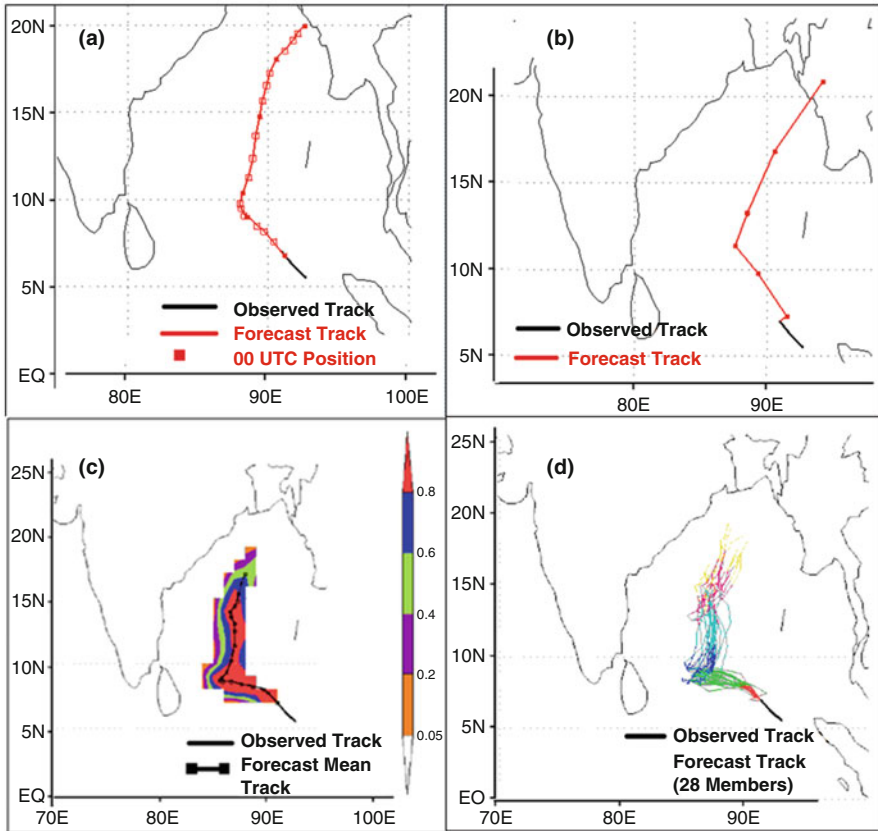 (a)
20N
15N
10N
5N
EQ
80E 90E 100E
Observed Track
Forecast Track
00 UTC Position
(b)
20N
15N
10N
5N
80E 90E
Observed Track
Forecast Track
(c)
25N
20N
15N
10N
5N
EQ
70E 80E 90E 100E
0.8
0.6
0.4
0.2
0.05
Observed Track
Forecast Mean
Track
(d)
25N
20N
15N
10N
5N
EO
70E 80E 90E
Observed Track
Forecast Track
(28 Members)